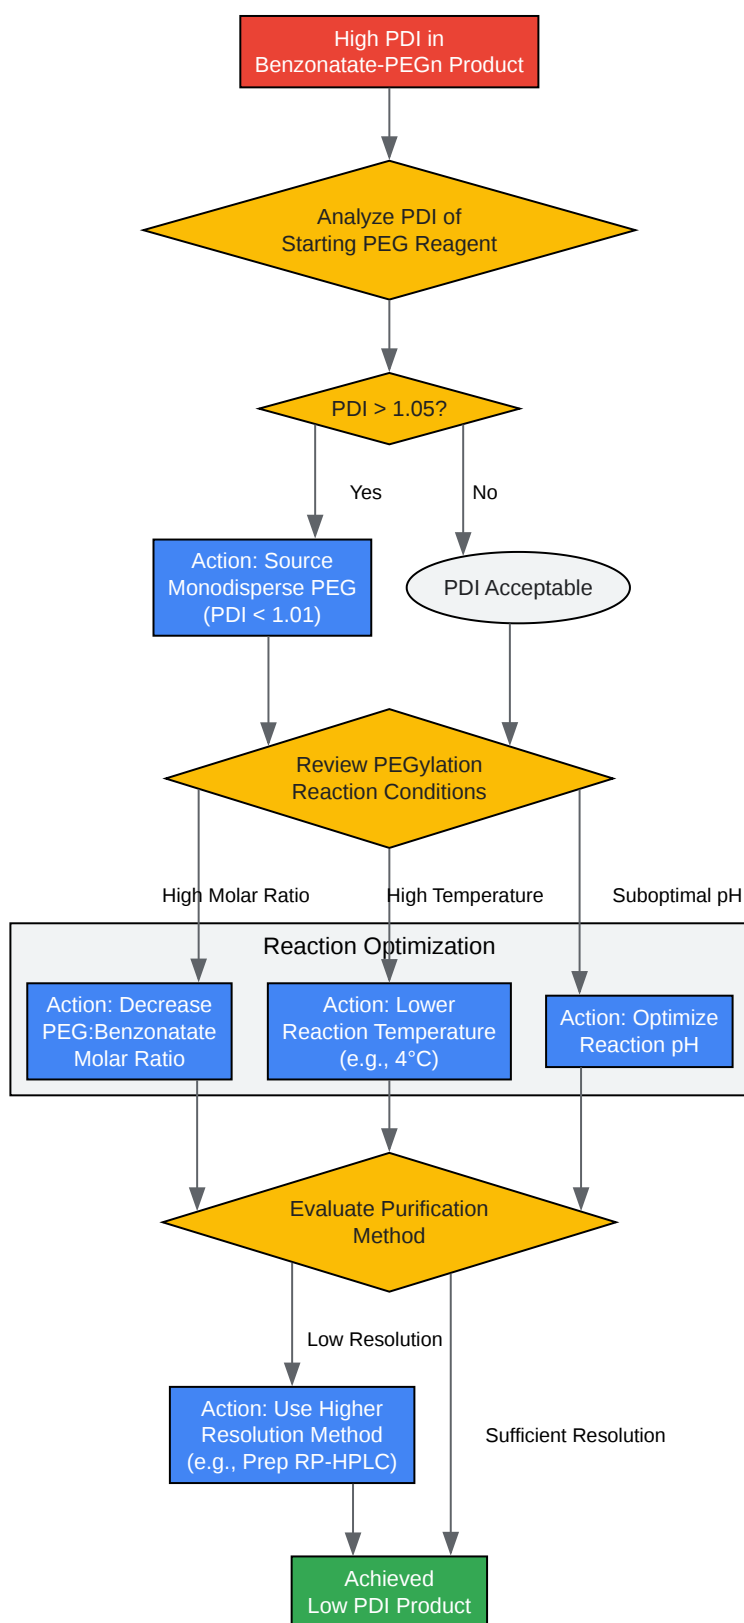 High PDI in
Benzonatate-PEGn Product
Analyze PDI of
Starting PEG Reagent
PDI > 1.05?
Yes
No
Action: Source
Monodisperse PEG
(PDI < 1.01)
PDI Acceptable
Review PEGylation
Reaction Conditions
High Molar Ratio
High Temperature
Suboptimal pH
Reaction Optimization
Action: Decrease
PEG:Benzonatate
Molar Ratio
Action: Lower
Reaction Temperature
(e.g., 4°C)
Action: Optimize
Reaction pH
Evaluate Purification
Method
Low Resolution
Action: Use Higher
Resolution Method
(e.g., Prep RP-HPLC)
Sufficient Resolution
Achieved
Low PDI Product